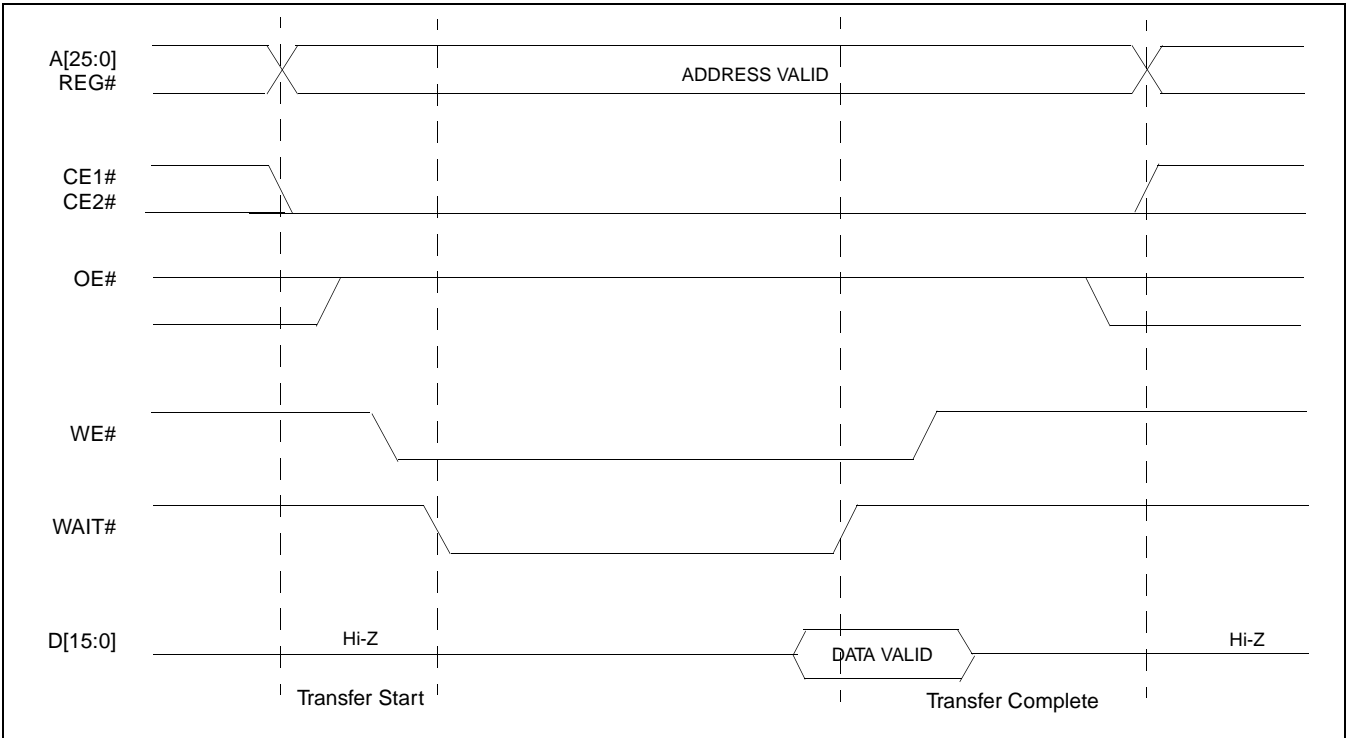 A[25:0]
REG#
ADDRESS VALID
CE1#
CE2#
OE#
WE#
WAIT#
D[15:0]
Hi-Z
DATA VALID
Hi-Z
Transfer Start
Transfer Complete